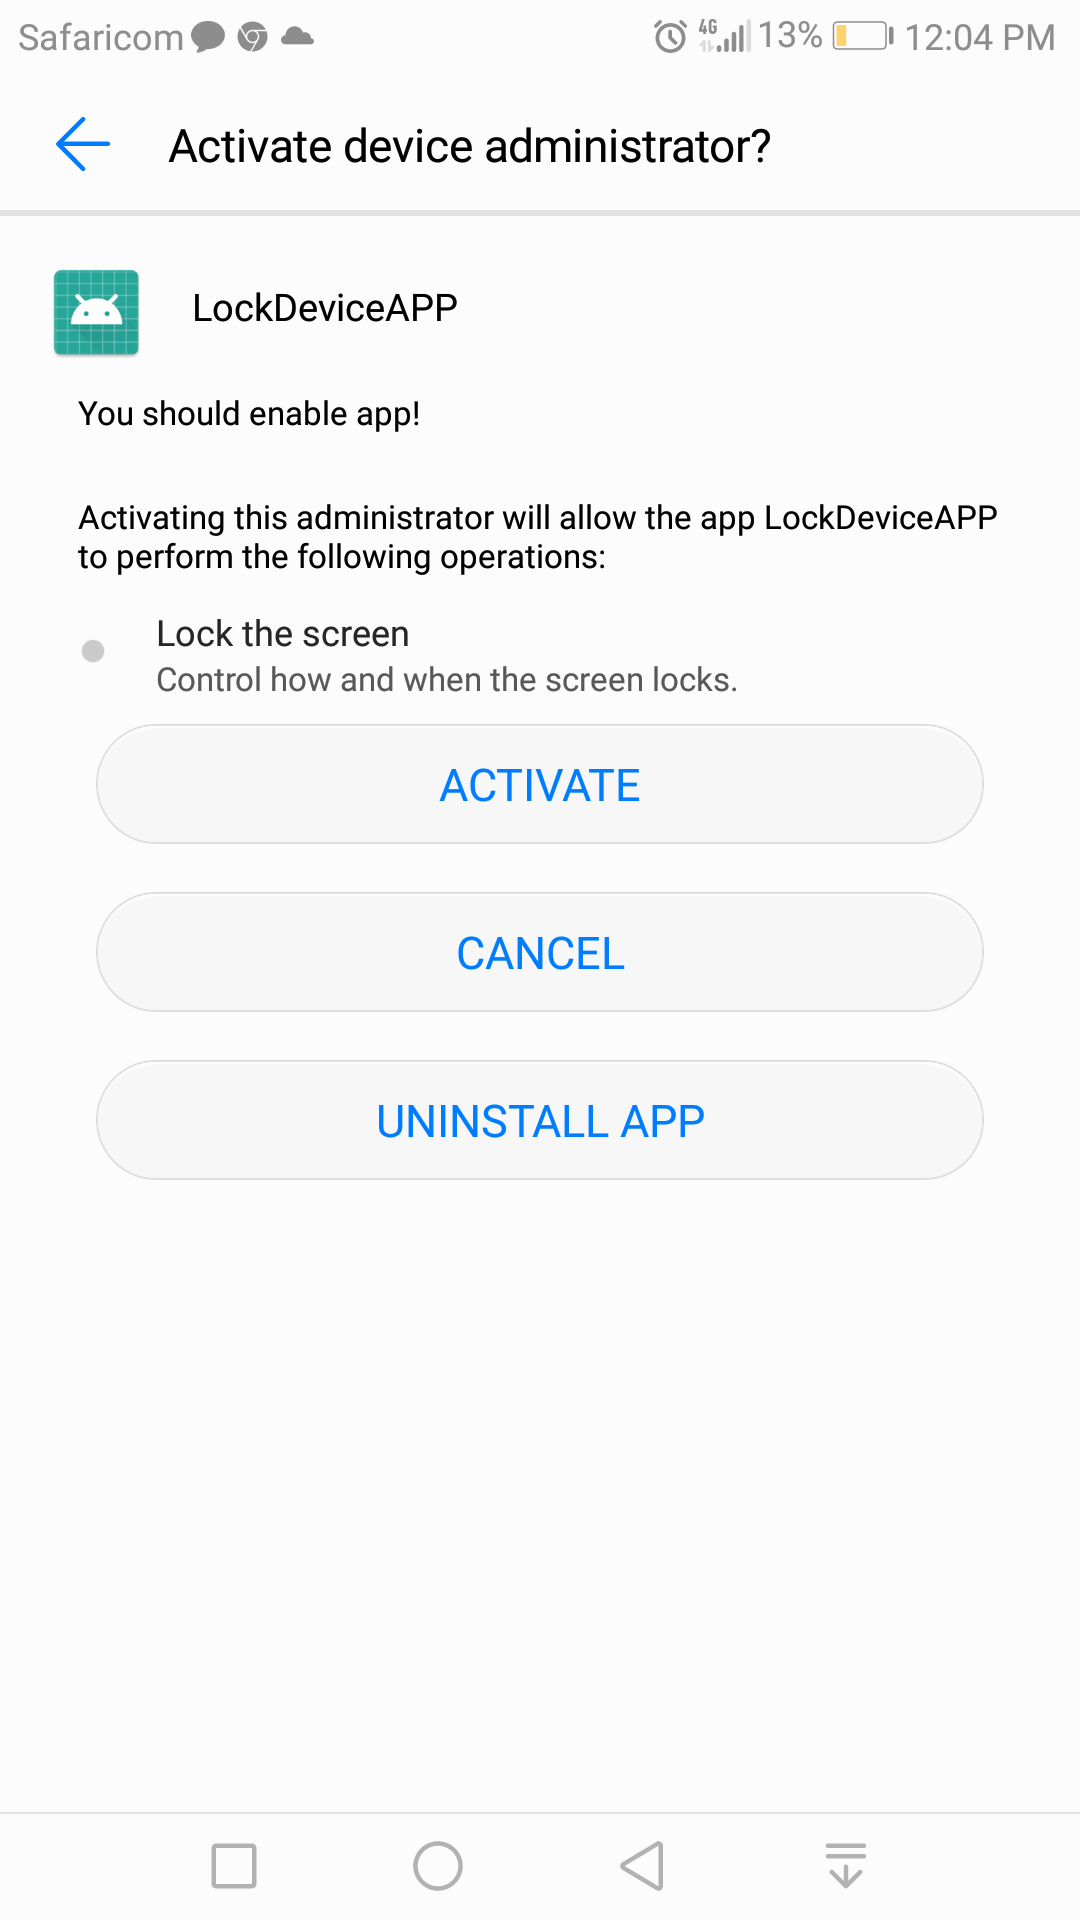 Safaricom 4G 13% 12:04 PM
Activate device administrator?
LockDeviceAPP
You should enable app!
Activating this administrator will allow the app LockDeviceAPP
to perform the following operations:
Lock the screen
Control how and when the screen locks.
ACTIVATE
CANCEL
UNINSTALL APP